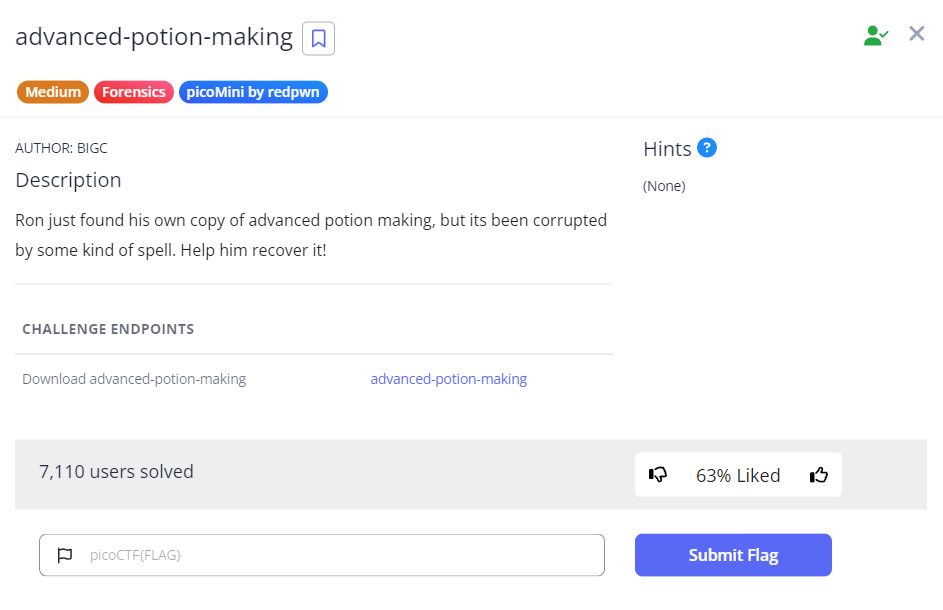 advanced-potion-making
Medium Forensics picoMini by redpwn
AUTHOR: BIGC
Description
Ron just found his own copy of advanced potion making, but its been corrupted
by some kind of spell. Help him recover it!
Hints ?
(None)
CHALLENGE ENDPOINTS
Download advanced-potion-making advanced-potion-making
7,110 users solved
63% Liked
picoCTF{FLAG}
Submit Flag